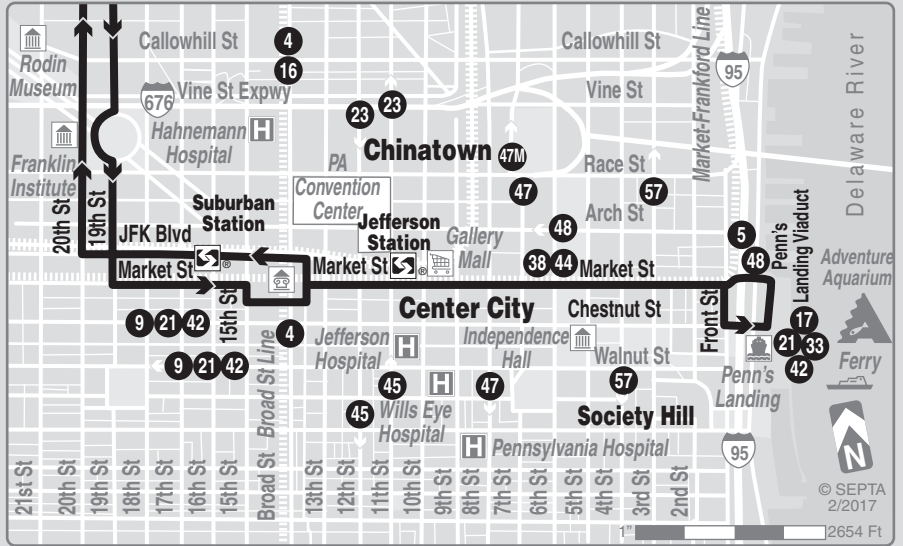 Callowhill St
4
Callowhill St
Rodin
Museum
16
95
Market-Frankford Line
Delaware River
676
Vine St Expwy
Vine St
23
23
Hahnemann
Hospital
H
Franklin
Institute
PA
Convention
Center
Chinatown
47M
Race St
47
57
Arch St
20th St
19th St
Suburban
Station
JFK Blvd
S
®
Jefferson
Station
S
®
Gallery
Mall
48
5
48
Penn's
Landing Viaduct
Market St
Market St
38
44
Market St
Adventure
Aquarium
Center City
Chestnut St
Front St
9
21
42
15th St
4
17
Jefferson
Hospital
H
Independence
Hall
Walnut St
21
33
42
Ferry
9
21
42
Broad St Line
45
H
47
57
Penn's
Landing
45
Wills Eye
Hospital
Society Hill
H
Pennsylvania Hospital
95
N
21st St
20th St
19th St
18th St
17th St
16th St
15th St
Broad St
13th St
12th St
11th St
10th St
9th St
8th St
7th St
6th St
5th St
4th St
3rd St
2nd St
© SEPTA
2/2017
1"
2654 Ft